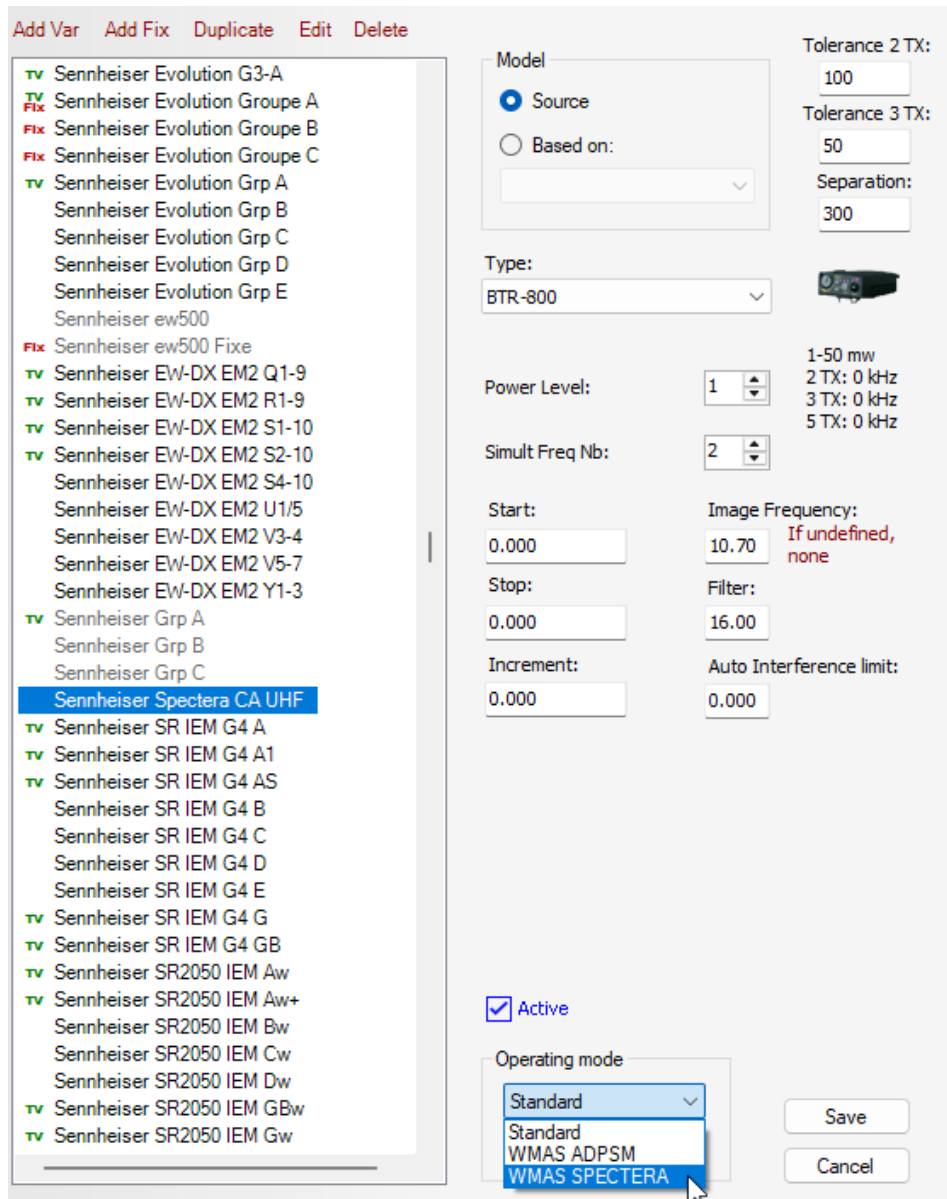 Add Var Add Fix Duplicate Edit Delete
TV Sennheiser Evolution G3-A
TV FIX Sennheiser Evolution Groupe A
FIX Sennheiser Evolution Groupe B
FIX Sennheiser Evolution Groupe C
TV Sennheiser Evolution Grp A
Sennheiser Evolution Grp B
Sennheiser Evolution Grp C
Sennheiser Evolution Grp D
Sennheiser Evolution Grp E
Sennheiser ew500
FIX Sennheiser ew500 Fixe
TV Sennheiser EW-DX EM2 Q1-9
TV Sennheiser EW-DX EM2 R1-9
TV Sennheiser EW-DX EM2 S1-10
TV Sennheiser EW-DX EM2 S2-10
Sennheiser EW-DX EM2 S4-10
Sennheiser EW-DX EM2 U1/5
Sennheiser EW-DX EM2 V3-4
Sennheiser EW-DX EM2 V5-7
Sennheiser EW-DX EM2 Y1-3
TV Sennheiser Grp A
Sennheiser Grp B
Sennheiser Grp C
Sennheiser Spectera CA UHF
TV Sennheiser SR IEM G4 A
TV Sennheiser SR IEM G4 A1
TV Sennheiser SR IEM G4 AS
Sennheiser SR IEM G4 B
Sennheiser SR IEM G4 C
Sennheiser SR IEM G4 D
Sennheiser SR IEM G4 E
TV Sennheiser SR IEM G4 G
TV Sennheiser SR IEM G4 GB
TV Sennheiser SR2050 IEM Aw
TV Sennheiser SR2050 IEM Aw+
Sennheiser SR2050 IEM Bw
Sennheiser SR2050 IEM Cw
Sennheiser SR2050 IEM Dw
TV Sennheiser SR2050 IEM GBw
TV Sennheiser SR2050 IEM Gw
Model
Source
Based on:
Tolerance 2 TX:
100
Tolerance 3 TX:
50
Separation:
300
Type:
BTR-800
Power Level:
1
1-50 mw
2 TX: 0 kHz
3 TX: 0 kHz
5 TX: 0 kHz
Simult Freq Nb:
2
Start:
0.000
Image Frequency:
10.70
If undefined,
none
Stop:
0.000
Filter:
16.00
Increment:
0.000
Auto Interference limit:
0.000
Active
Operating mode
Standard
Standard
WMAS ADPSM
WMAS SPECTERA
Save
Cancel